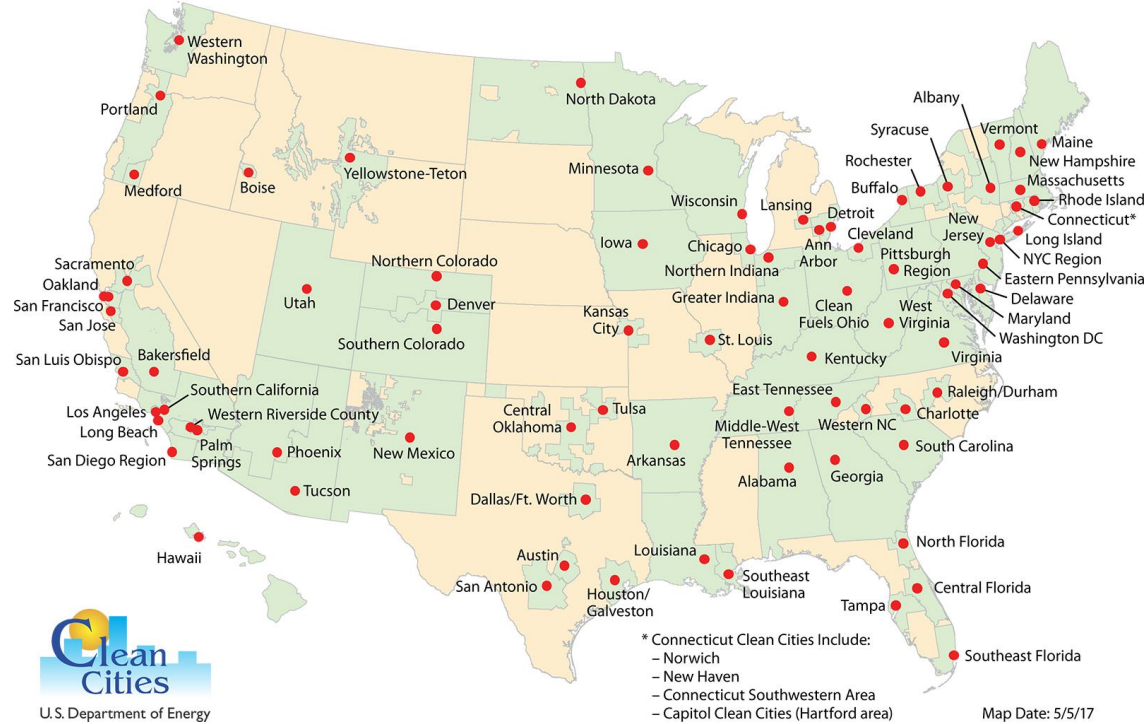 Western
Washington
Portland
Medford
Boise
Yellowstone-Teton
North Dakota
Minnesota
Wisconsin
Iowa
Chicago
Northern Indiana
Lansing
Detroit
Ann
Arbor
Cleveland
Albany
Syracuse
Rochester
Buffalo
Vermont
Maine
New Hampshire
Massachusetts
Rhode Island
Connecticut*
Long Island
New
Jersey
NYC Region
Pittsburgh
Region
Eastern Pennsylvania
Delaware
Maryland
Washington DC
Sacramento
Oakland
San Francisco
San Jose
San Luis Obispo
Bakersfield
Southern California
Los Angeles
Western Riverside County
Long Beach
Palm
Springs
San Diego Region
Utah
Northern Colorado
Denver
Southern Colorado
Phoenix
Tucson
New Mexico
Kansas
City
St. Louis
Greater Indiana
Clean
Fuels Ohio
West
Virginia
Virginia
Kentucky
Central
Oklahoma
Tulsa
Arkansas
East Tennessee
Middle-West
Tennessee
Western NC
Raleigh/Durham
Charlotte
South Carolina
Alabama
Georgia
Dallas/Ft. Worth
Austin
San Antonio
Houston/
Galveston
Louisiana
Southeast
Louisiana
North Florida
Central Florida
Tampa
Southeast Florida
Hawaii
Clean
Cities
U.S. Department of Energy
* Connecticut Clean Cities Include:
– Norwich
– New Haven
– Connecticut Southwestern Area
– Capitol Clean Cities (Hartford area)
Map Date: 5/5/17